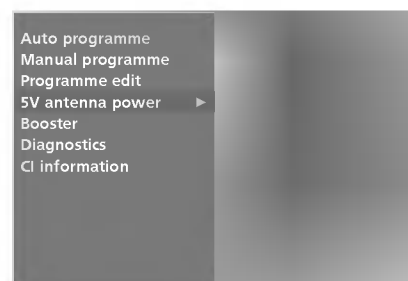 Auto programme
Manual programme
Programme edit
5V antenna power ▶
Booster
Diagnostics
CI information